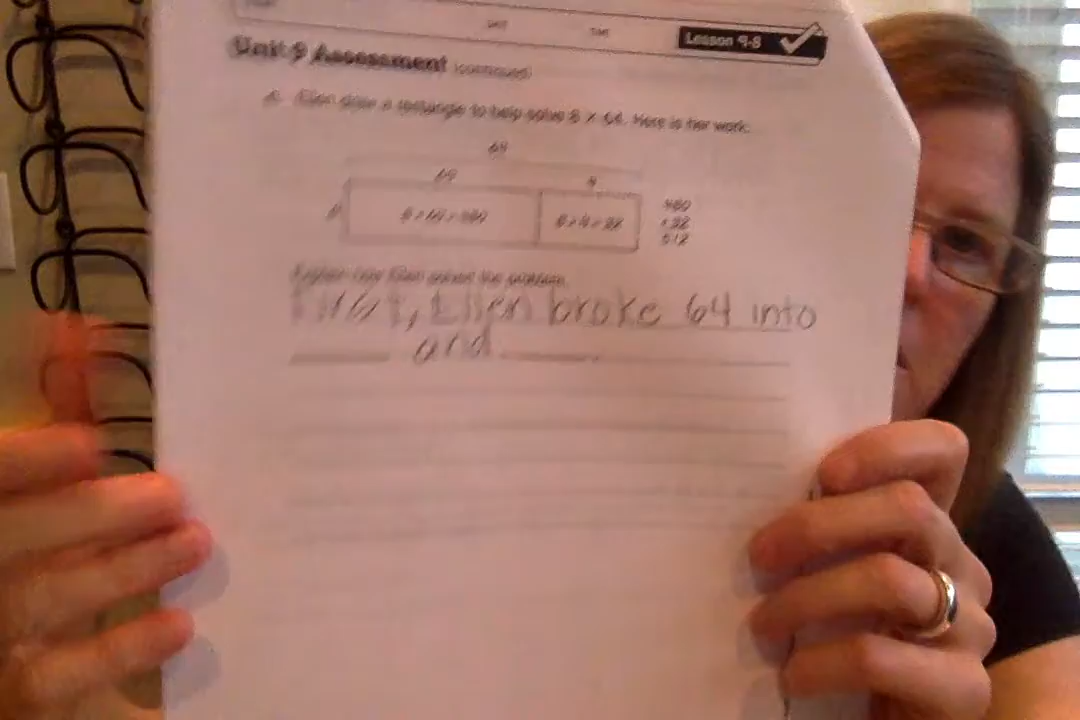 Lesson 9-8
Unit 9 Assessment (continued)
Ellen drew a rectangle to help solve 8 × 64. Here is her work.
64
60 4
8 8 × 60 = 480 8 × 4 = 32
480
+ 32
512
Explain how Ellen solved the problem.
First, Ellen broke 64 into
and